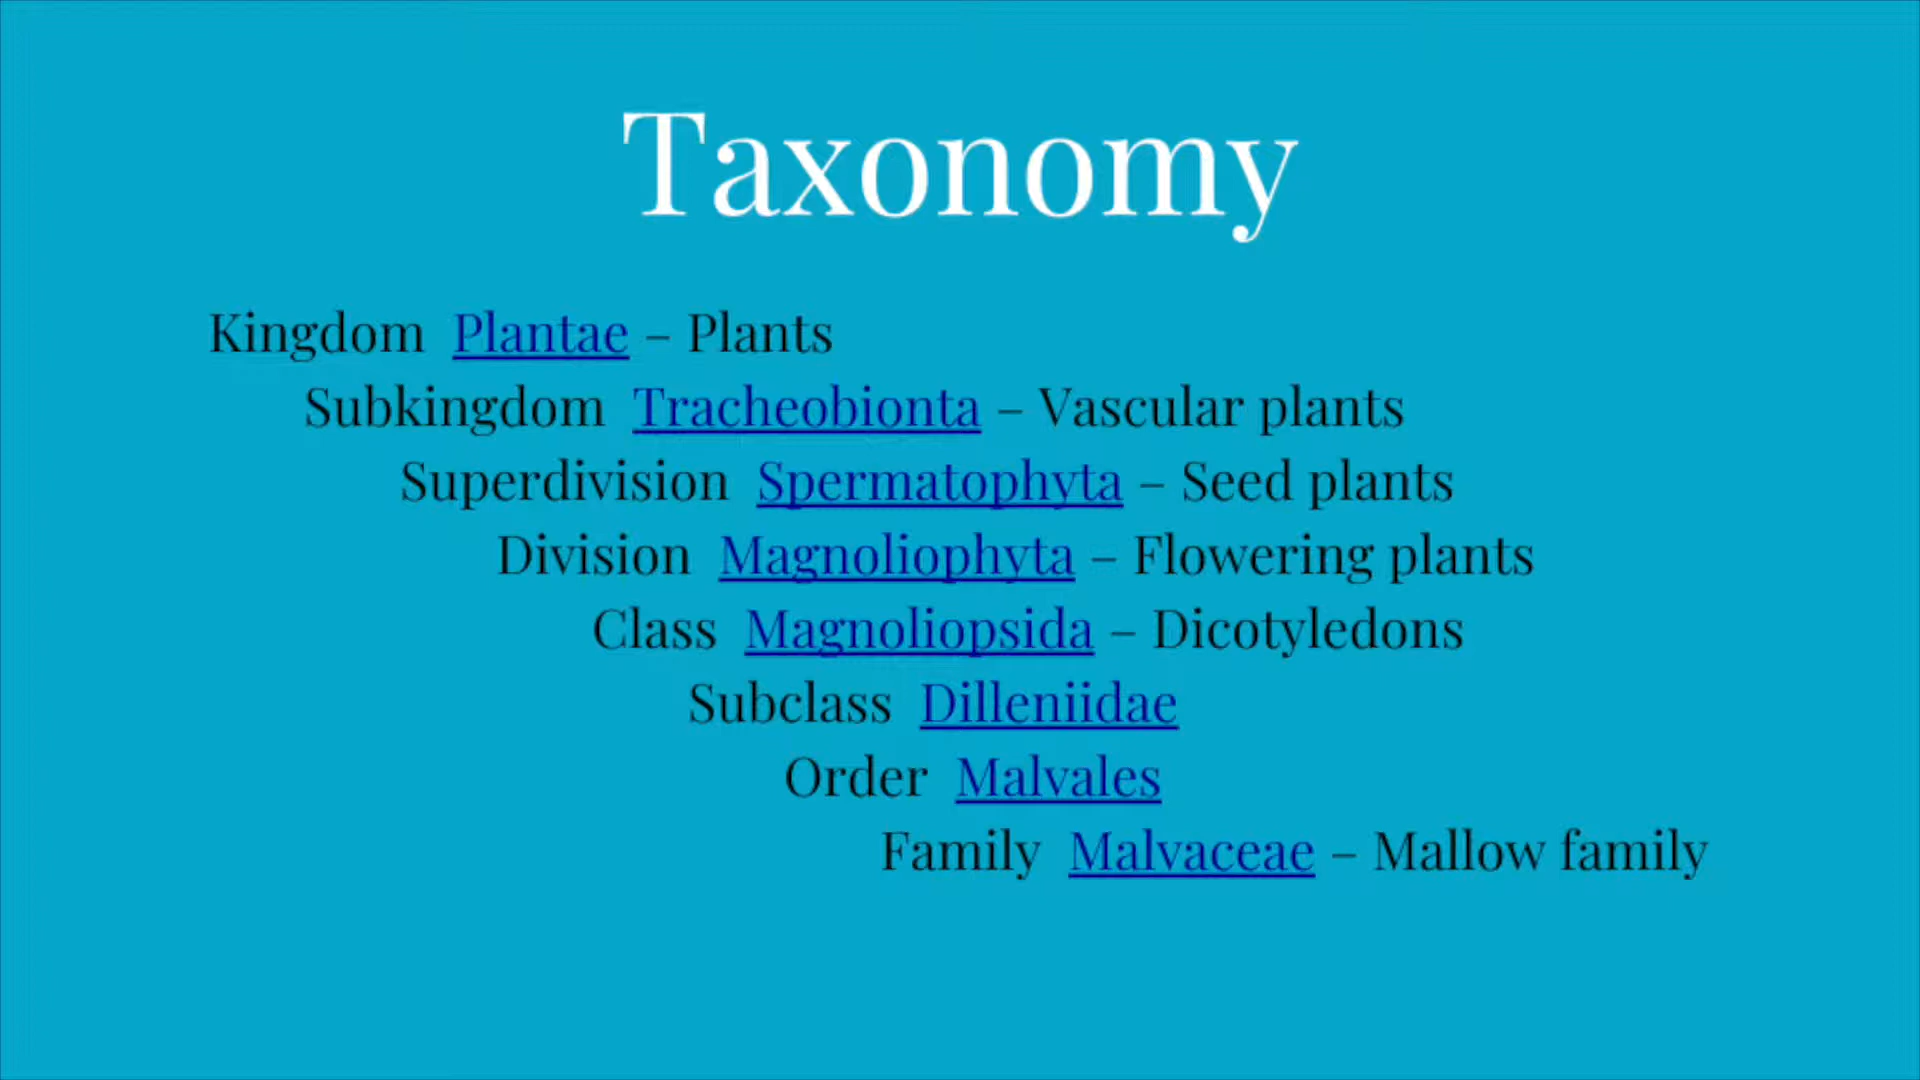 Taxonomy
Kingdom Plantae – Plants
Subkingdom Tracheobionta – Vascular plants
Superdivision Spermatophyta – Seed plants
Division Magnoliophyta – Flowering plants
Class Magnoliopsida – Dicotyledons
Subclass Dilleniidae
Order Malvales
Family Malvaceae – Mallow family